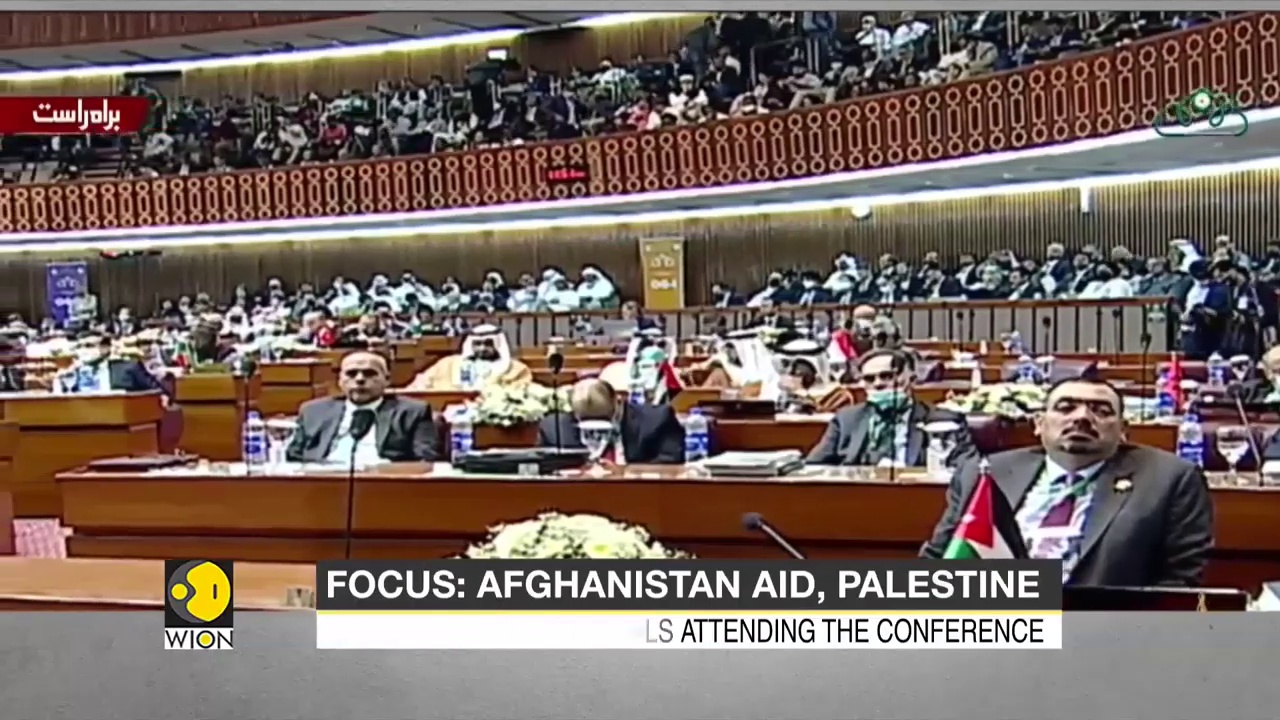 براہ راست
FOCUS: AFGHANISTAN AID, PALESTINE
LS ATTENDING THE CONFERENCE
WION